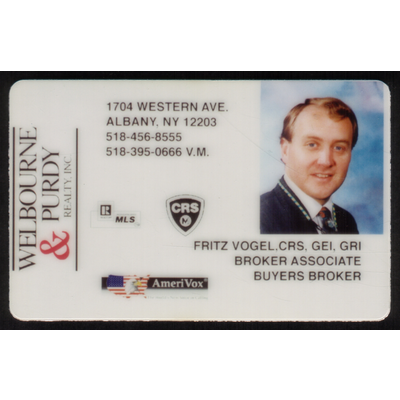 WELBOURNE
& PURDY
REALTY, INC
1704 WESTERN AVE.
ALBANY, NY 12203
518-456-8555
518-395-0666 V.M.
R
MLS
CRS
FRITZ VOGEL,CRS, GEI, GRI
BROKER ASSOCIATE
BUYERS BROKER
AmeriVox